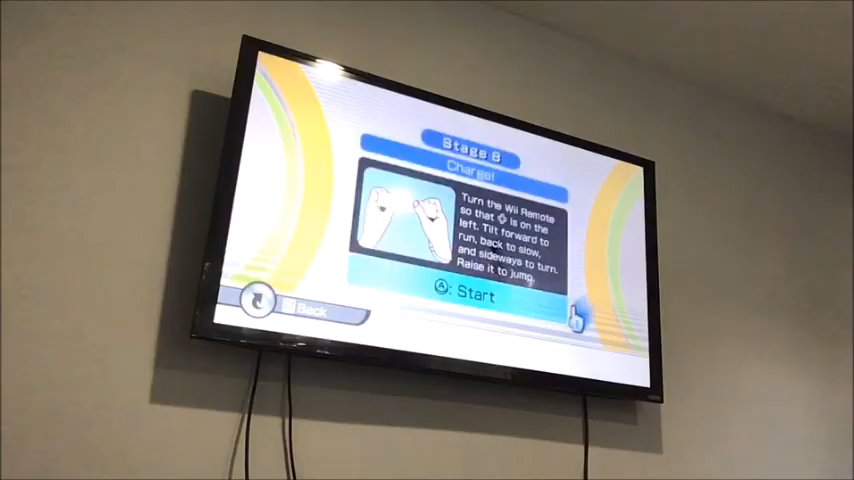 Stage 8
Charge!
Turn the Wii Remote
so that ✛ is on the
left. Tilt forward to
run, back to slow,
and sideways to turn.
Raise it to jump.
Ⓐ: Start
Back